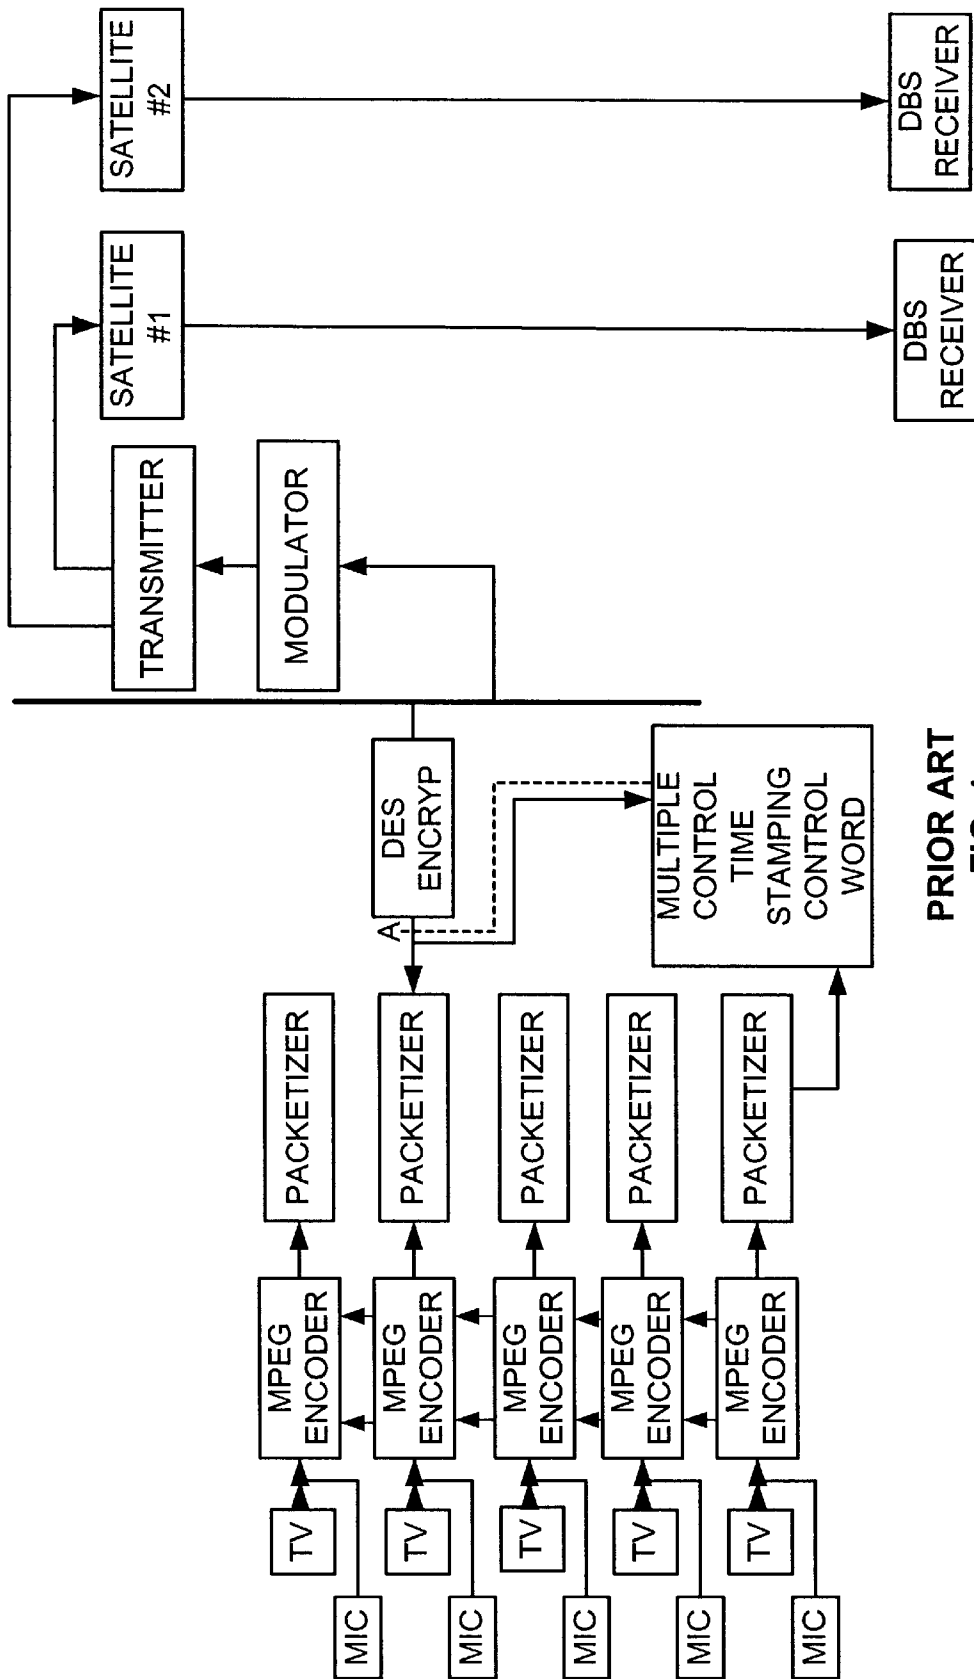 TRANSMITTER
SATELLITE
#1
SATELLITE
#2
MODULATOR
TV
MIC
MPEG
ENCODER
PACKETIZER
TV
MIC
MPEG
ENCODER
PACKETIZER
A
DES
ENCRYP
TV
MIC
MPEG
ENCODER
PACKETIZER
TV
MIC
MPEG
ENCODER
PACKETIZER
TV
MIC
MPEG
ENCODER
PACKETIZER
MULTIPLE
CONTROL
TIME
STAMPING
CONTROL
WORD
DBS
RECEIVER
DBS
RECEIVER
PRIOR ART
FIG.